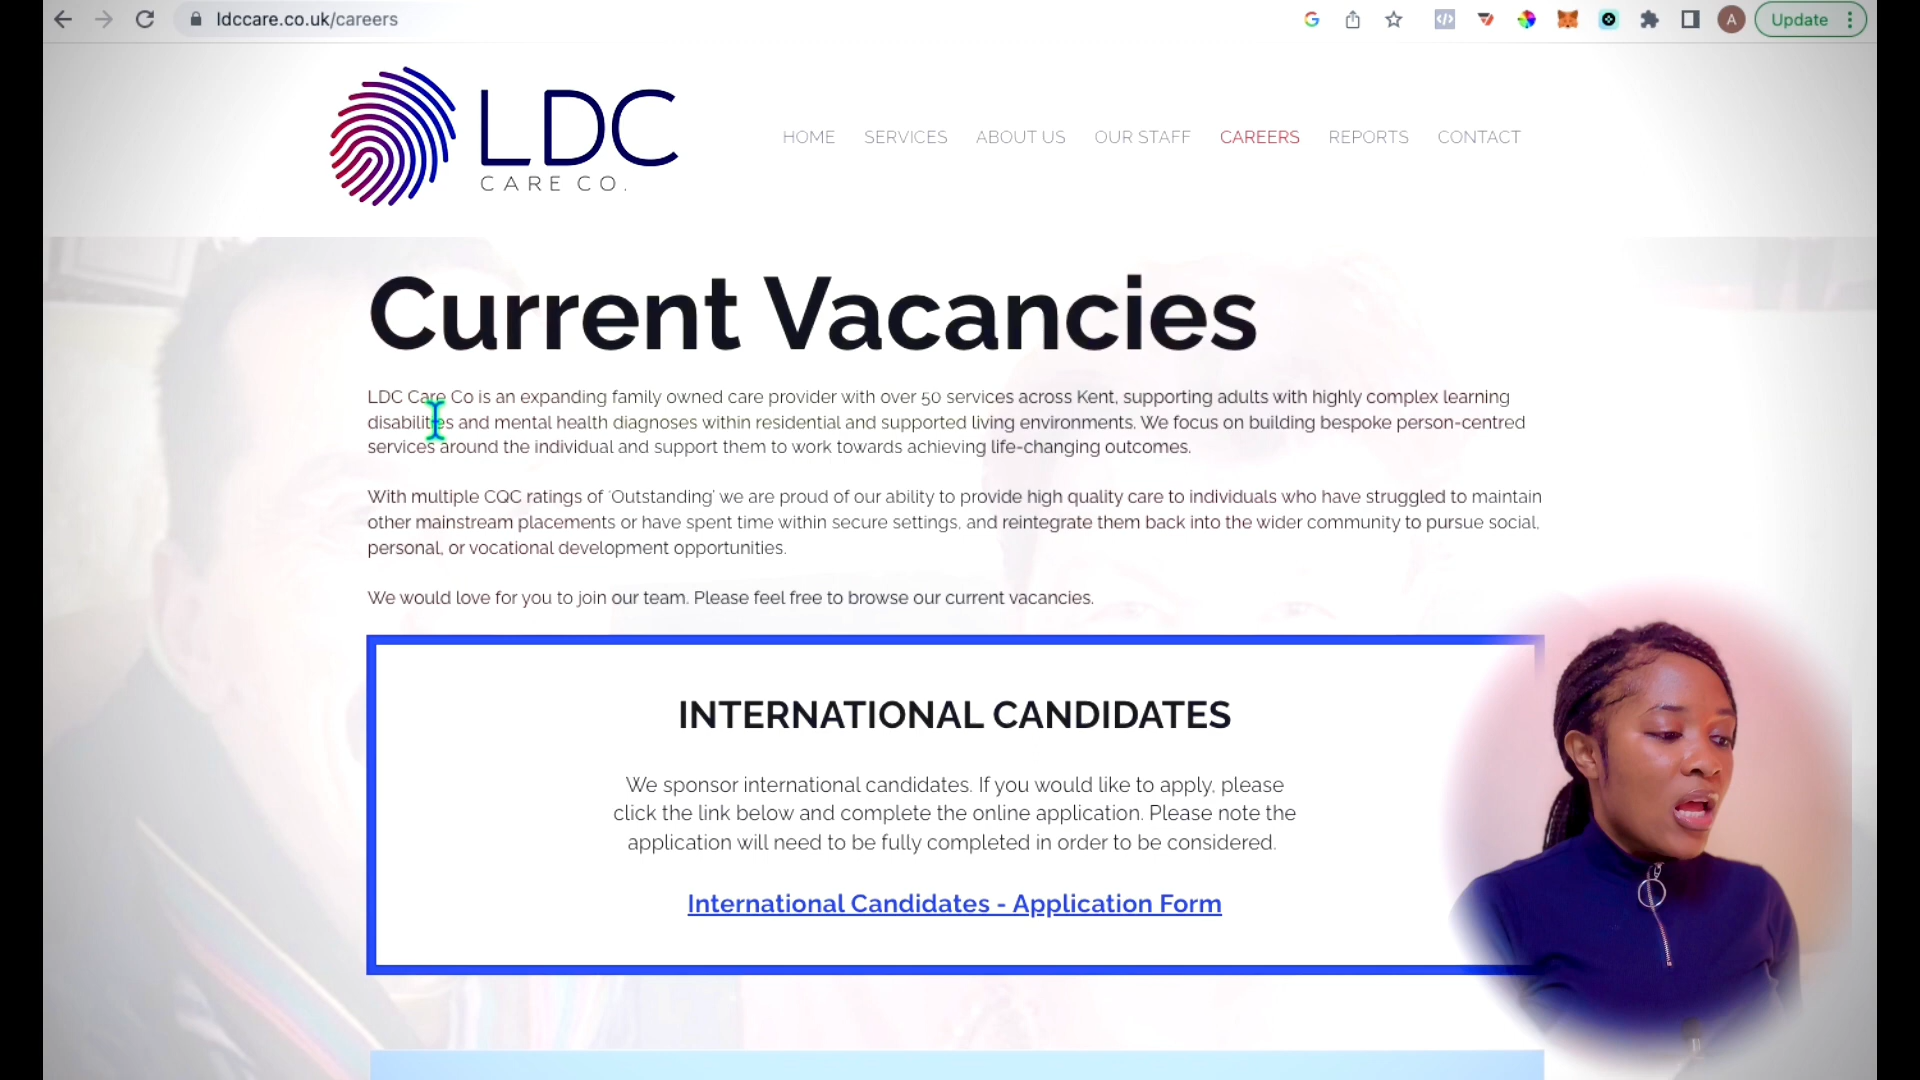 ldccare.co.uk/careers
A
Update
LDC
CARE CO.
HOME SERVICES ABOUT US OUR STAFF CAREERS REPORTS CONTACT
Current Vacancies
LDC Care Co is an expanding family owned care provider with over 50 services across Kent, supporting adults with highly complex learning
disabilities and mental health diagnoses within residential and supported living environments. We focus on building bespoke person-centred
services around the individual and support them to work towards achieving life-changing outcomes.
With multiple CQC ratings of 'Outstanding' we are proud of our ability to provide high quality care to individuals who have struggled to maintain
other mainstream placements or have spent time within secure settings, and reintegrate them back into the wider community to pursue social,
personal, or vocational development opportunities.
We would love for you to join our team. Please feel free to browse our current vacancies.
INTERNATIONAL CANDIDATES
We sponsor international candidates. If you would like to apply, please
click the link below and complete the online application. Please note the
application will need to be fully completed in order to be considered.
International Candidates - Application Form